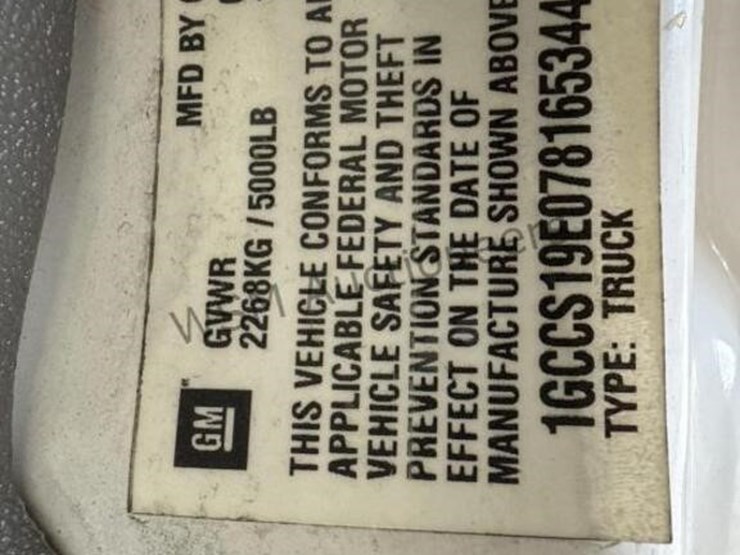 MFD BY
GVWR
2268KG / 5000LB
GM
THIS VEHICLE CONFORMS TO
APPLICABLE FEDERAL MOTOR
VEHICLE SAFETY AND THEFT
PREVENTION STANDARDS IN
EFFECT ON THE DATE OF
MANUFACTURE SHOWN ABOVE
1GCCS19E078165344
TYPE: TRUCK